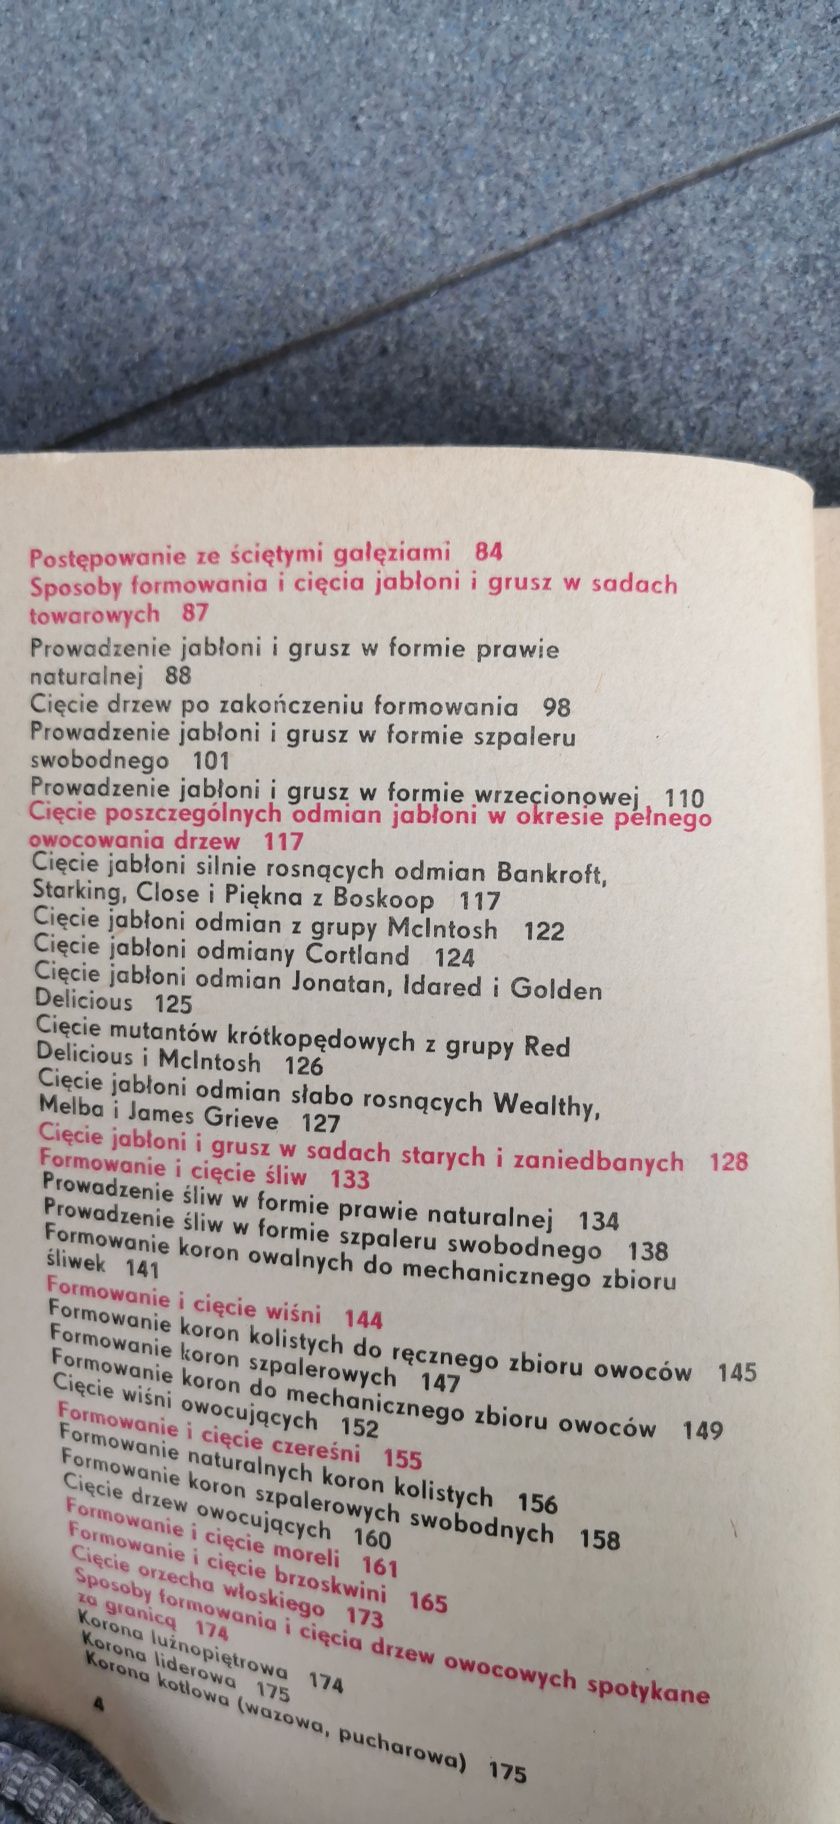 Postępowanie ze ściętymi gałęziami 84
Sposoby formowania i cięcia jabłoni i grusz w sadach
towarowych 87
Prowadzenie jabłoni i grusz w formie prawie
naturalnej 88
Cięcie drzew po zakończeniu formowania 98
Prowadzenie jabłoni i grusz w formie szpaleru
swobodnego 101
Prowadzenie jabłoni i grusz w formie wrzecionowej 110
Cięcie poszczególnych odmian jabłoni w okresie pełnego
owocowania drzew 117
Cięcie jabłoni silnie rosnących odmian Bankroft,
Starking, Close i Piękna z Boskoop 117
Cięcie jabłoni odmian z grupy McIntosh 122
Cięcie jabłoni odmiany Cortland 124
Cięcie jabłoni odmian Jonatan, Idared i Golden
Delicious 125
Cięcie mutantów krótkopędowych z grupy Red
Delicious i McIntosh 126
Cięcie jabłoni odmian słabo rosnących Wealthy,
Melba i James Grieve 127
Cięcie jabłoni i grusz w sadach starych i zaniedbanych 128
Formowanie i cięcie śliw 133
Prowadzenie śliw w formie prawie naturalnej 134
Prowadzenie śliw w formie szpaleru swobodnego 138
Formowanie koron owalnych do mechanicznego zbioru
śliwek 141
Formowanie i cięcie wiśni 144
Formowanie koron kolistych do ręcznego zbioru owoców 145
Formowanie koron szpalerowych 147
Formowanie koron do mechanicznego zbioru owoców 149
Cięcie wiśni owocujących 152
Formowanie i cięcie czereśni 155
Formowanie naturalnych koron kolistych 156
Formowanie koron szpalerowych swobodnych 158
Cięcie drzew owocujących 160
Formowanie i cięcie moreli 161
Formowanie i cięcie brzoskwini 165
Cięcie orzecha włoskiego 173
Sposoby formowania i cięcia drzew owocowych spotykane
za granicą 174
Korona luźnopiętrowa 174
Korona liderowa 175
Korona kotłowa (wazowa, pucharowa) 175
4